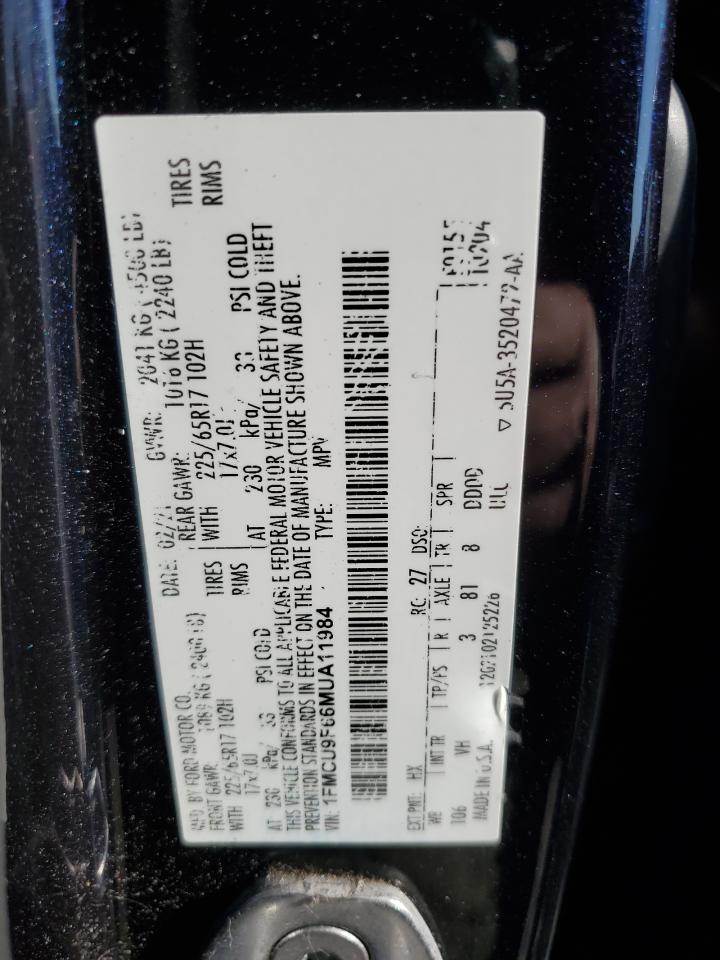 MFD. BY FORD MOTOR CO. DATE: 02/21 GVWR: 2041 KG ( 4500 LB)
FRONT GAWR: 1089 KG ( 2400 LB) REAR GAWR: 1016 KG ( 2240 LB)
WITH 225/65R17 102H TIRES WITH 225/65R17 102H TIRES
17x7.0J RIMS 17x7.0J RIMS
AT 230 kPa/ 33 PSI COLD AT 230 kPa/ 33 PSI COLD
THIS VEHICLE CONFORMS TO ALL APPLICABLE FEDERAL MOTOR VEHICLE SAFETY AND THEFT
PREVENTION STANDARDS IN EFFECT ON THE DATE OF MANUFACTURE SHOWN ABOVE.
VIN: 1FMCU9F66MUA11984 TYPE: MPV
EXT PNT: HX RC: 27 DSO:
WB INT TR TP/PS R AXLE TR SPR
106 VH 3 81 8 DDDD
MADE IN U.S.A. ULL
5U5A-3520472-AA